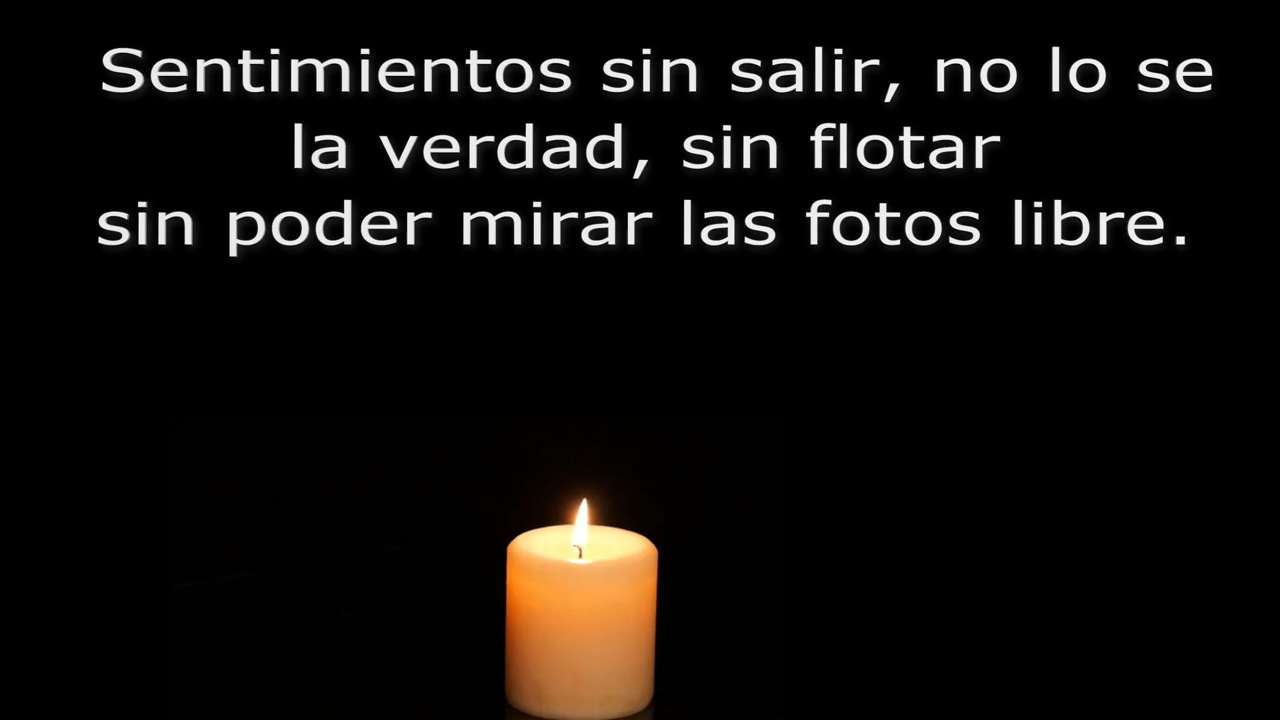 Sentimientos sin salir, no lo se
la verdad, sin flotar
sin poder mirar las fotos libre.